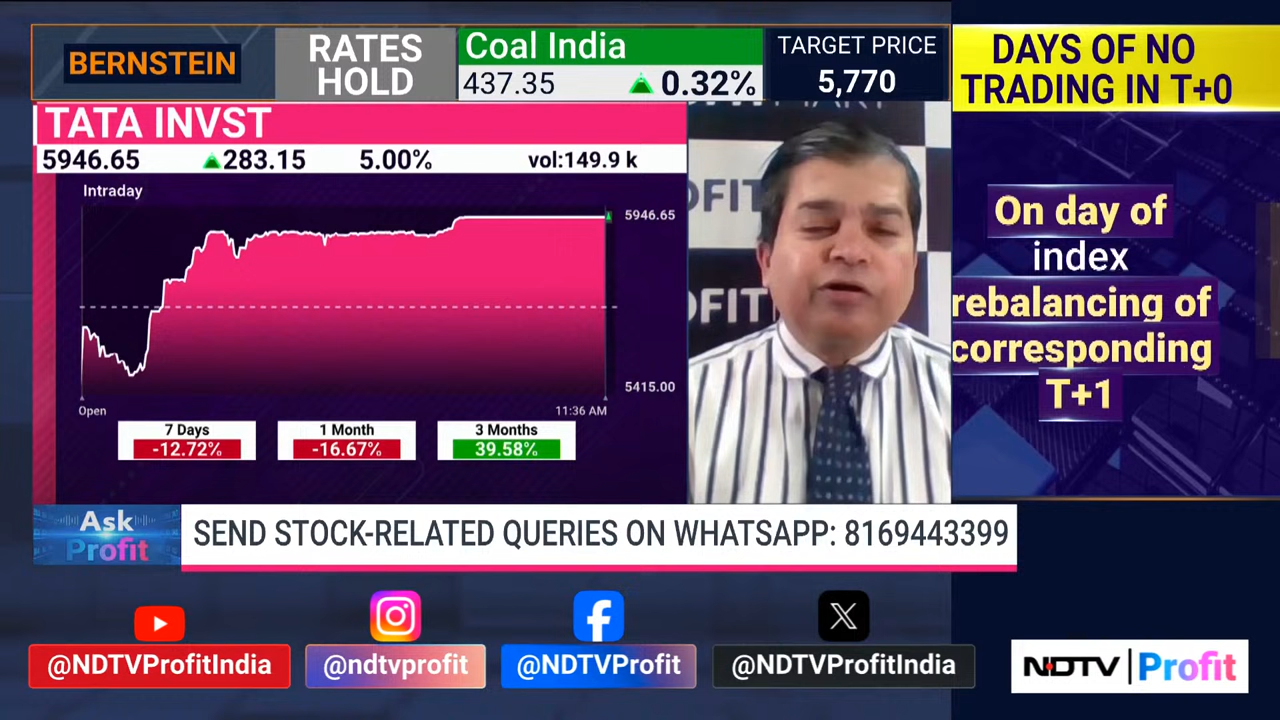 BERNSTEIN
RATES
HOLD
Coal India
437.35
0.32%
TARGET PRICE
5,770
DAYS OF NO
TRADING IN T+0
TATA INVST
5946.65
283.15
5.00%
vol:149.9 k
Intraday
5946.65
5415.00
Open
11:36 AM
7 Days
-12.72%
1 Month
-16.67%
3 Months
39.58%
OFIT
OFIT
On day of
index
rebalancing of
corresponding
T+1
Ask
Profit
SEND STOCK-RELATED QUERIES ON WHATSAPP: 8169443399
@NDTVProfitIndia
@ndtvprofit
@NDTVProfit
@NDTVProfitIndia
NDTV | Profit